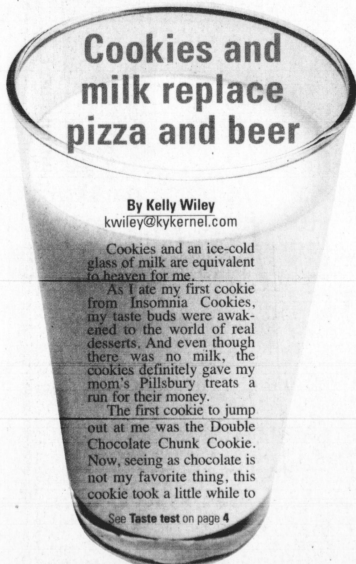 Cookies and
milk replace
pizza and beer
By Kelly Wiley
kwiley@kykernel.com
Cookies and an ice-cold
glass of milk are equivalent
to heaven for me.
As I ate my first cookie
from Insomnia Cookies,
my taste buds were awak-
ened to the world of real
desserts. And even though
there was no milk, the
cookies definitely gave my
mom's Pillsbury treats a
run for their money.
The first cookie to jump
out at me was the Double
Chocolate Chunk Cookie.
Now, seeing as chocolate is
not my favorite thing, this
cookie took a little while to
See Taste test on page 4